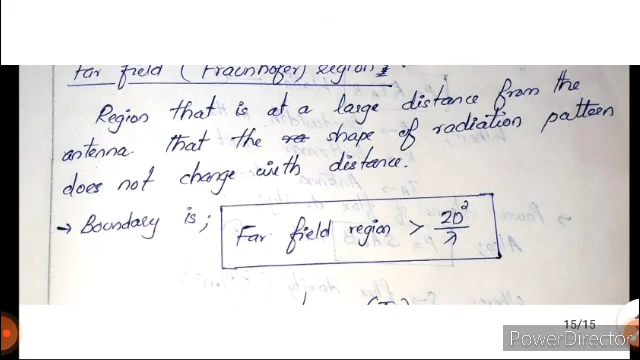 Far field (Fraunhofer) region:
Region that is at a large distance from the
antenna. that the shape of radiation pattern
does not change with distance.
→ Boundary is; Far field region > 2D²/λ
15/15
PowerDirector